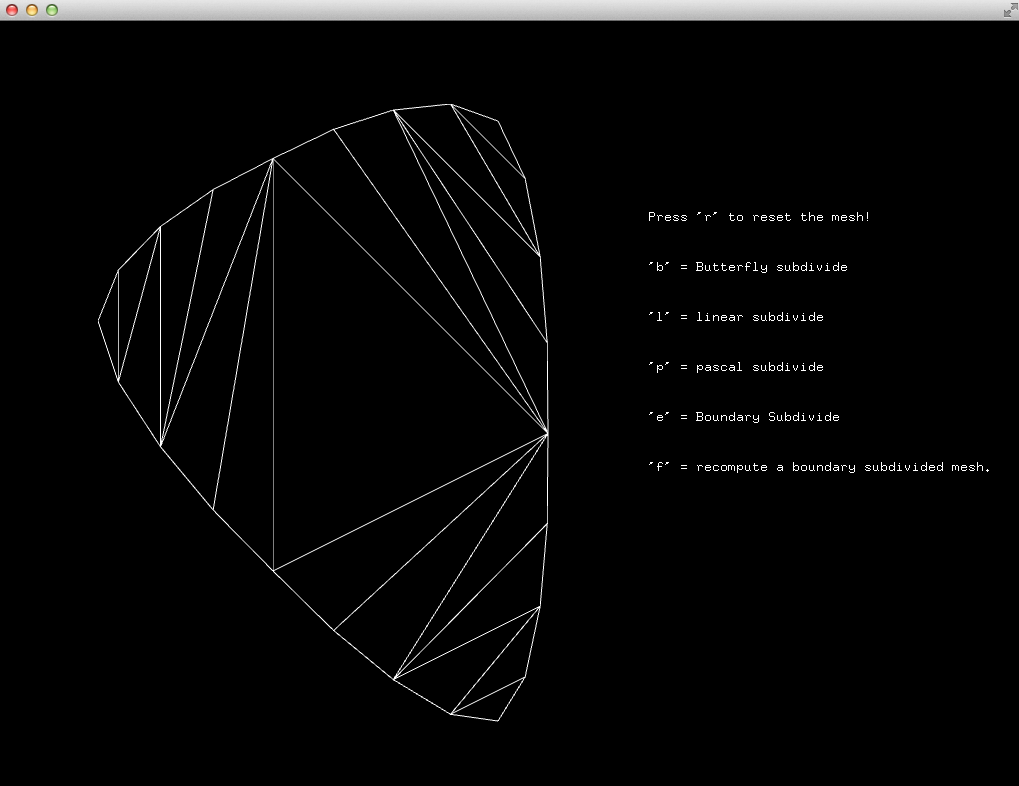 Press "r" to reset the mesh!
"b" = Butterfly subdivide
"l" = linear subdivide
"p" = pascal subdivide
"e" = Boundary Subdivide
"f" = recompute a boundary subdivided mesh.